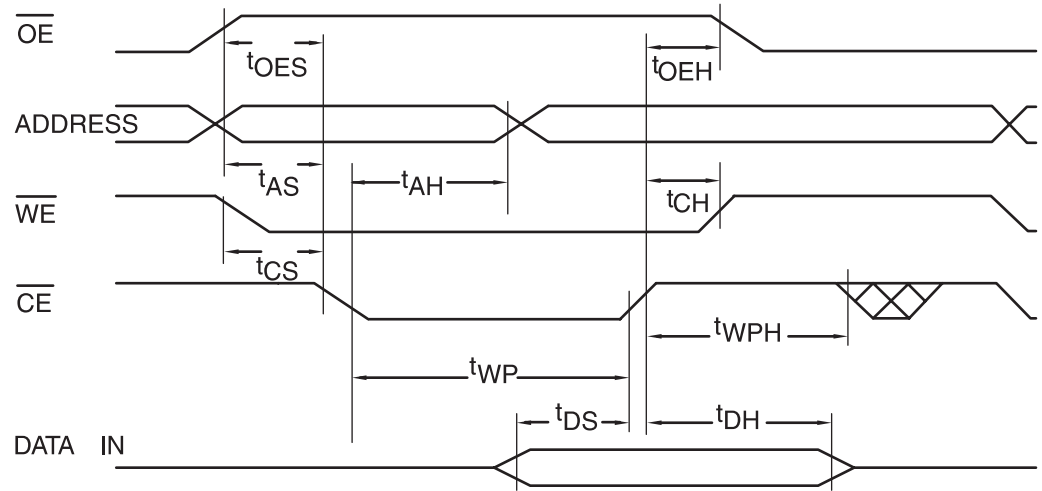 OE
tOES
tOEH
ADDRESS
tAS
tAH
tCH
WE
tCS
CE
tWPH
tWP
tDS
tDH
DATA IN